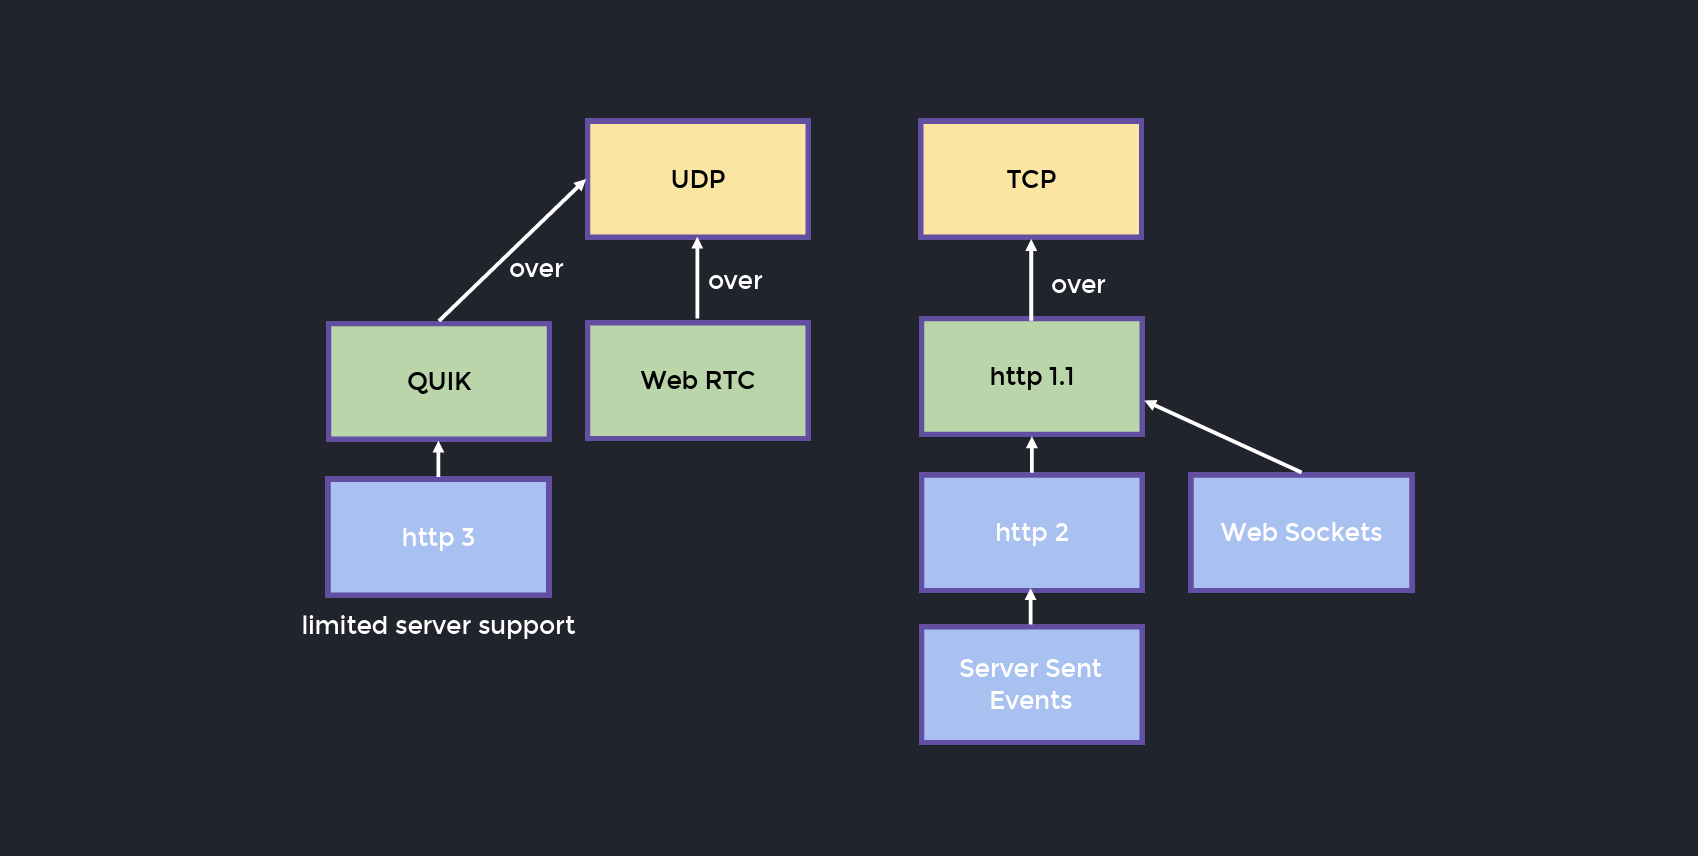 UDP
TCP
over
over
over
QUIK
Web RTC
http 1.1
http 3
http 2
Web Sockets
limited server support
Server Sent
Events